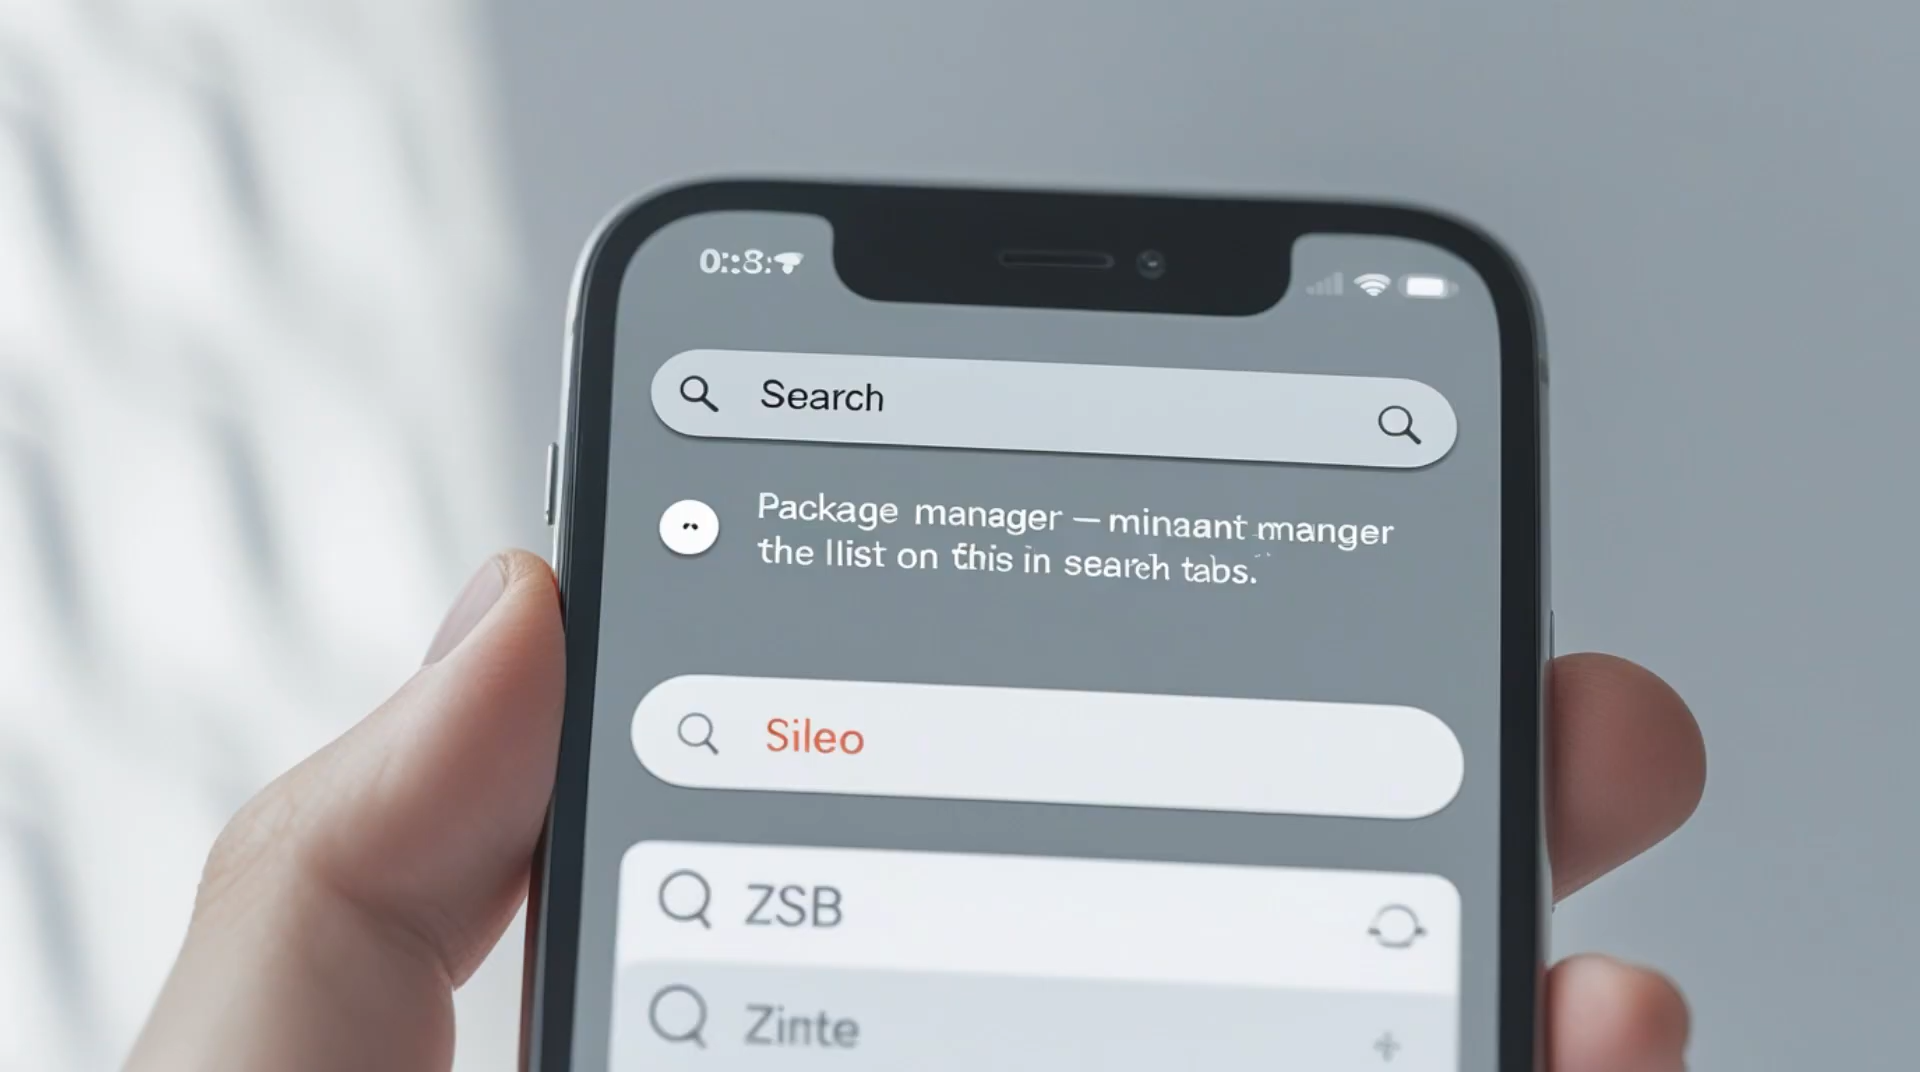 Search
Package manager — minaant manger
the llist on this in search tabs.
Sileo
ZSB
Zinte